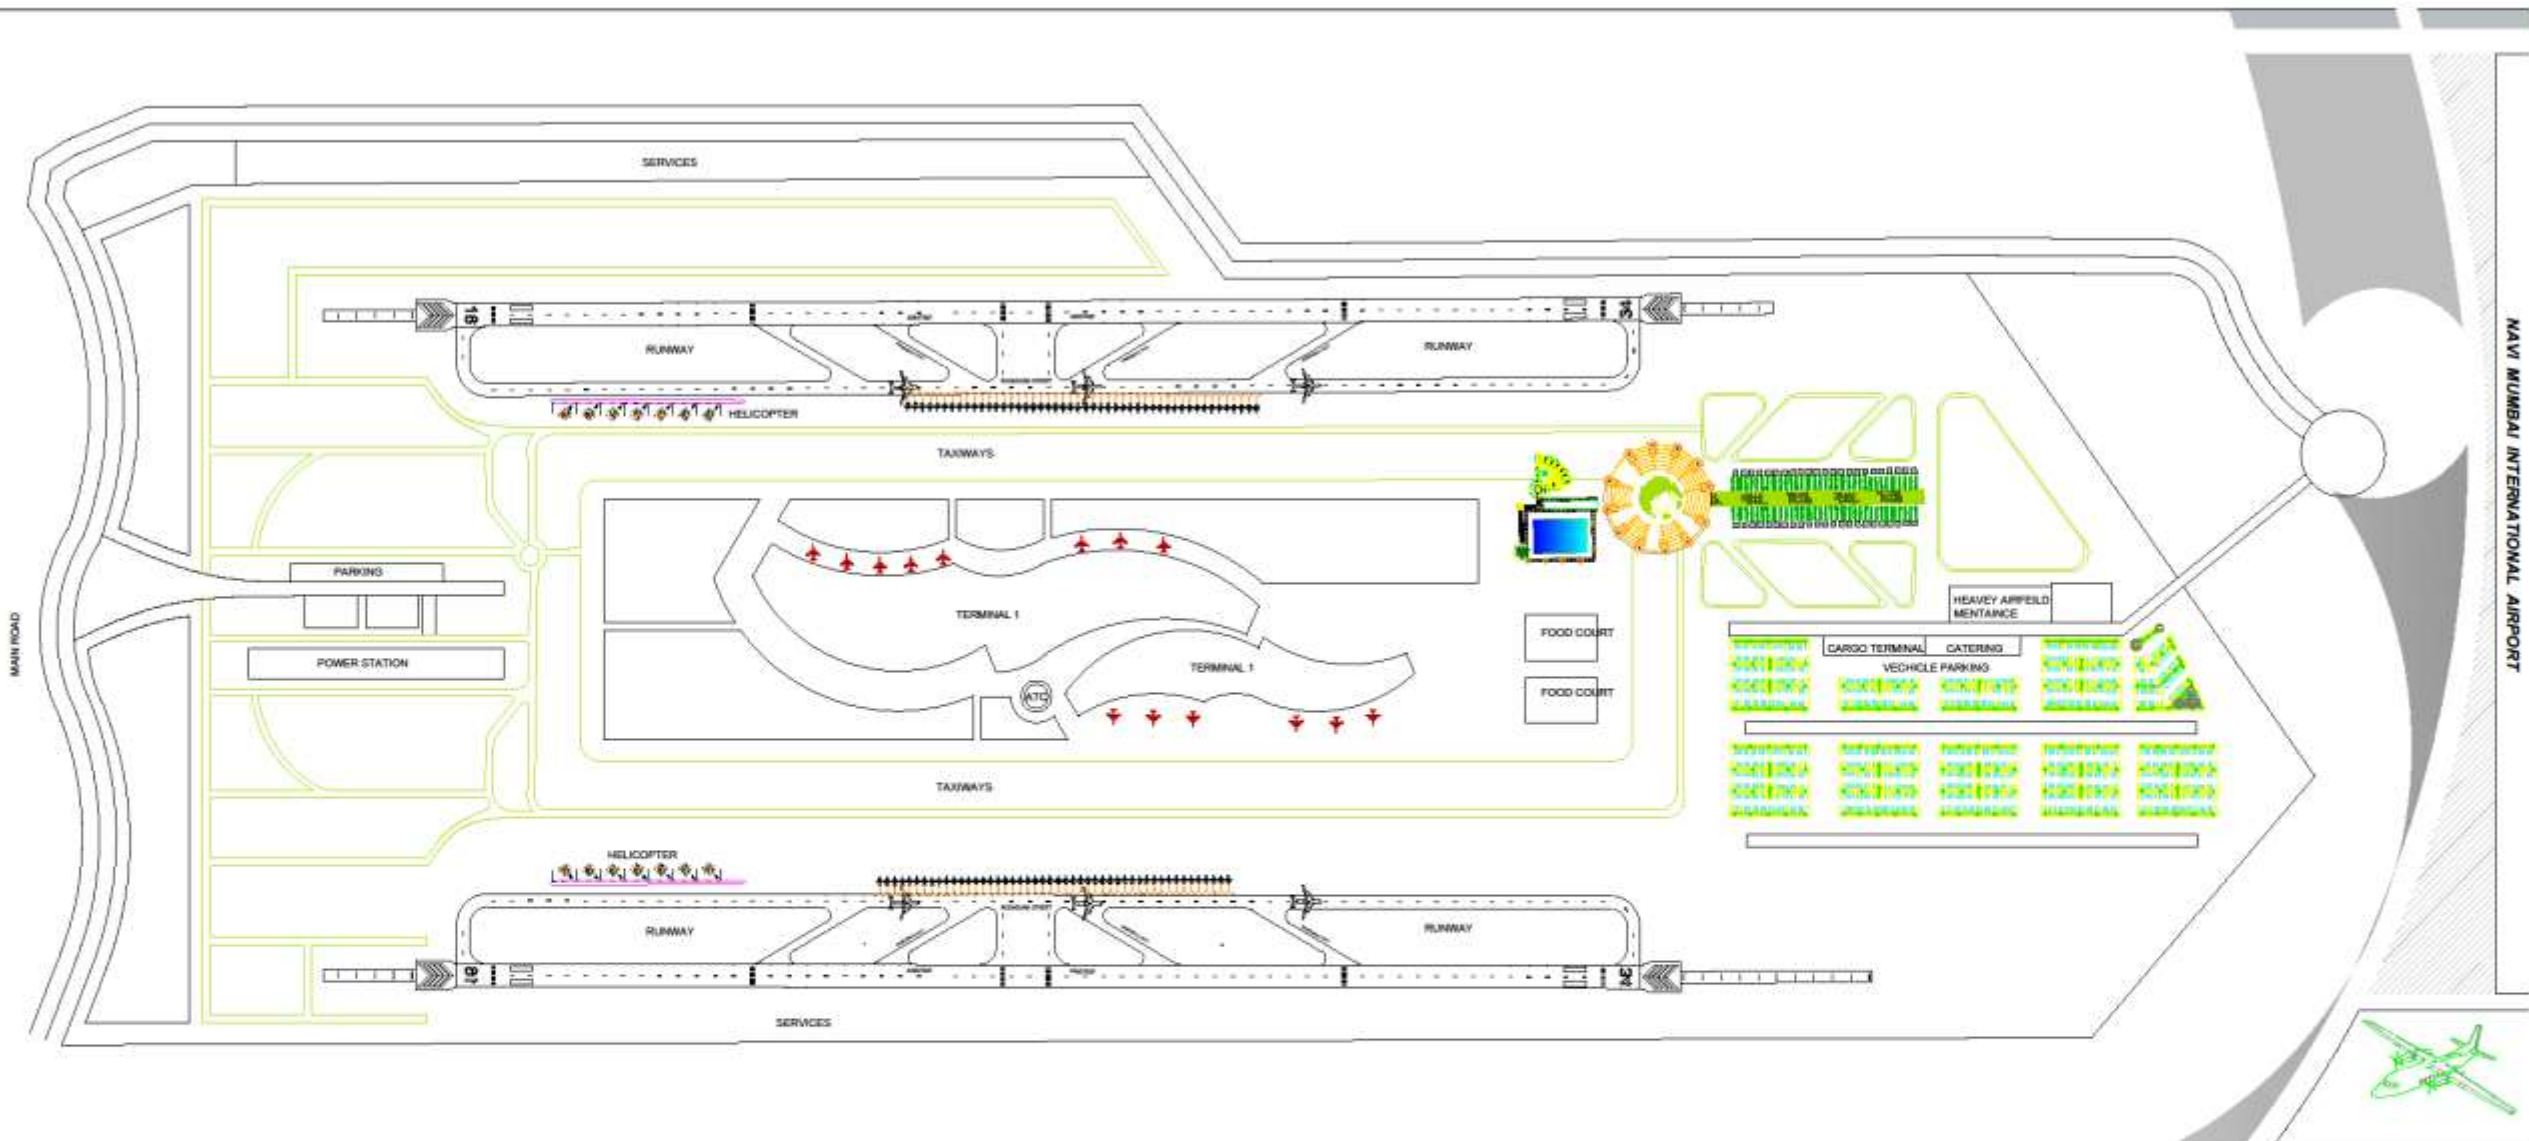 SERVICES
NAVI MUMBAI INTERNATIONAL AIRPORT
16
34
RUNWAY
RUNWAY
HELICOPTER
TAXIWAYS
PARKING
HEAVEY AIRFEILD
MENTAINCE
TERMINAL 1
FOOD COURT
MAIN ROAD
CARGO TERMINAL
CATERING
POWER STATION
TERMINAL 1
VECHICLE PARKING
ATC
FOOD COURT
TAXIWAYS
HELICOPTER
RUNWAY
RUNWAY
34
SERVICES